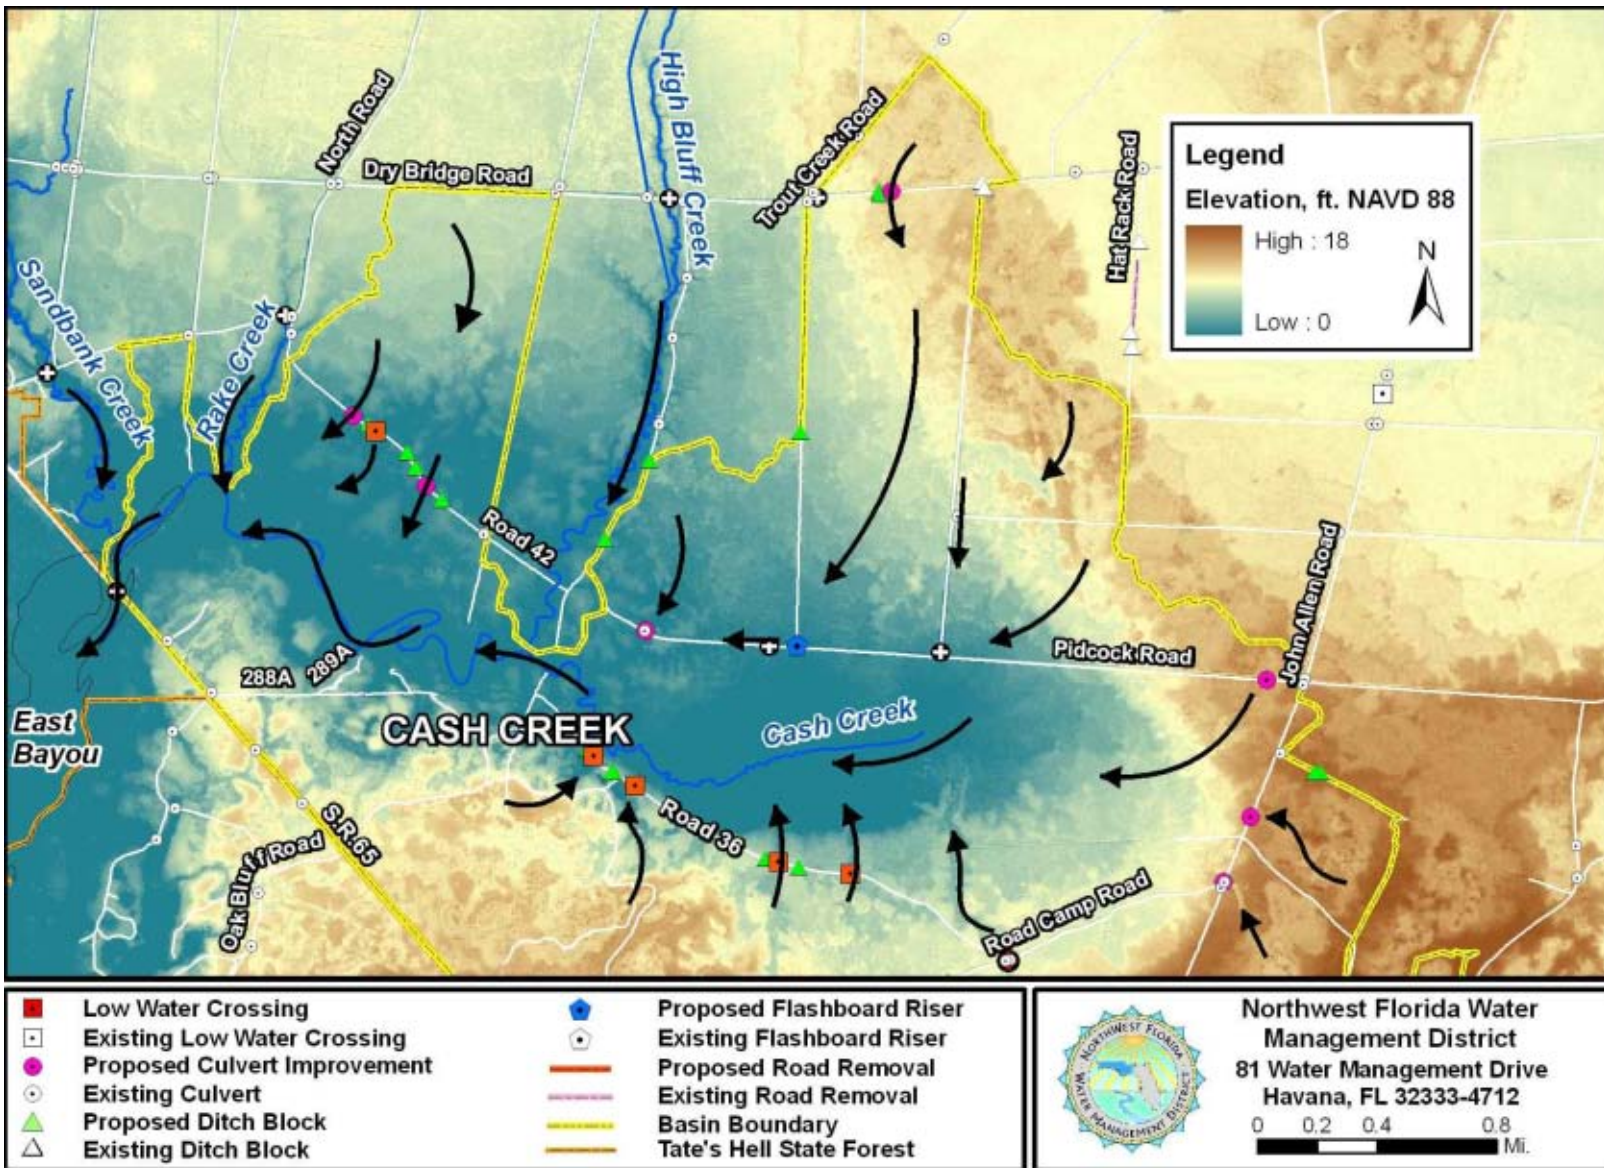 North Road
High Bluff Creek
Dry Bridge Road
Trout Creek Road
Hat Rack Road
Legend
Elevation, ft. NAVD 88
High : 18
Low : 0
N
Sandbank Creek
Rake Creek
Road 42
John Allen Road
Pidcock Road
288A 289A
East
Bayou
CASH CREEK
Cash Creek
Road 36
S.R.65
Oak Bluff Road
Road Camp Road
Low Water Crossing
Existing Low Water Crossing
Proposed Culvert Improvement
Existing Culvert
Proposed Ditch Block
Existing Ditch Block
Proposed Flashboard Riser
Existing Flashboard Riser
Proposed Road Removal
Existing Road Removal
Basin Boundary
Tate's Hell State Forest
NORTHWEST FLORIDA
WATER MANAGEMENT DISTRICT
Northwest Florida Water
Management District
81 Water Management Drive
Havana, FL 32333-4712
0 0.2 0.4 0.8
Mi.